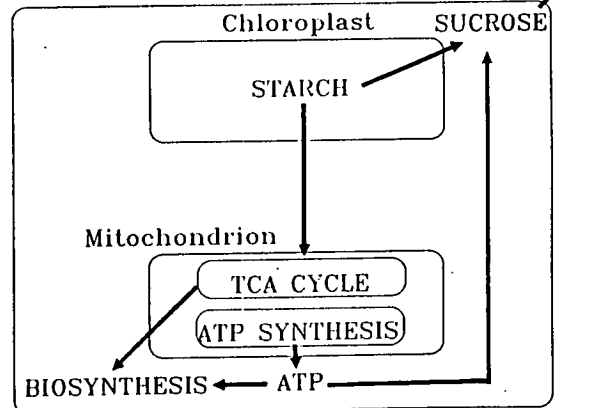 Chloroplast SUCROSE
STARCH
Mitochondrion
TCA CYCLE
ATP SYNTHESIS
BIOSYNTHESIS ATP